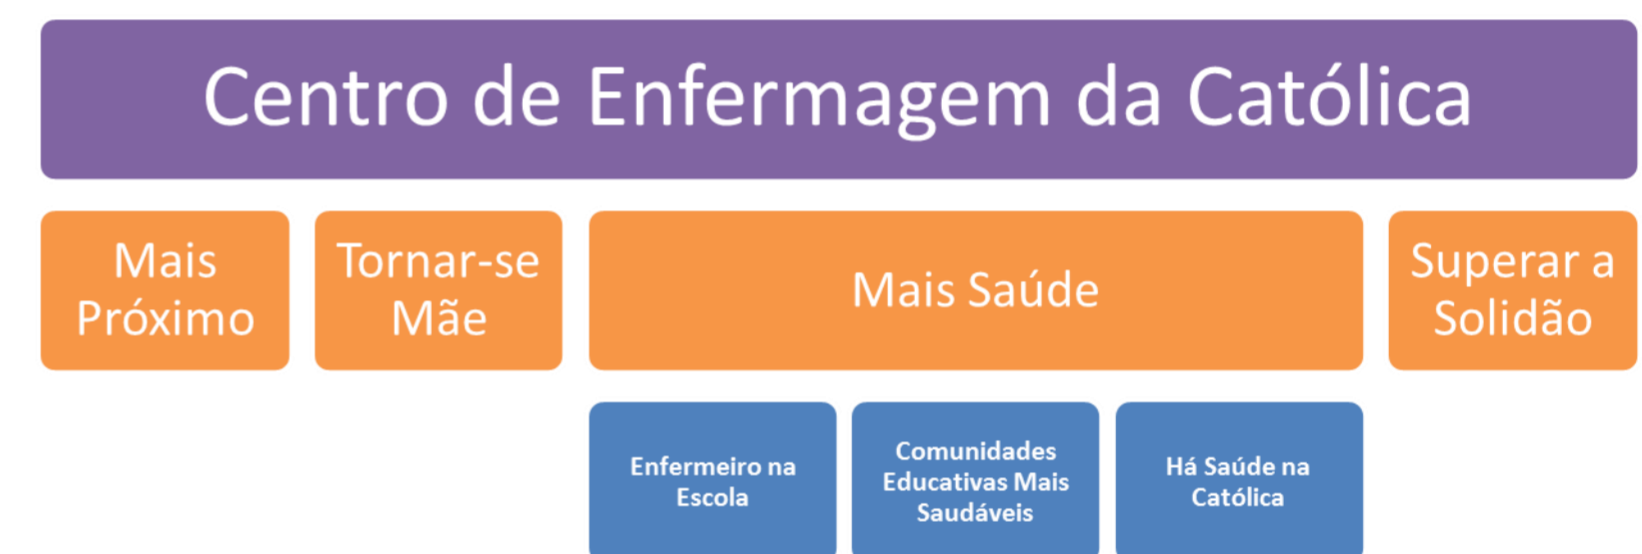 Centro de Enfermagem da Católica
Mais
Próximo
Tornar-se
Mãe
Mais Saúde
Superar a
Solidão
Enfermeiro na
Escola
Comunidades
Educativas Mais
Saudáveis
Há Saúde na
Católica